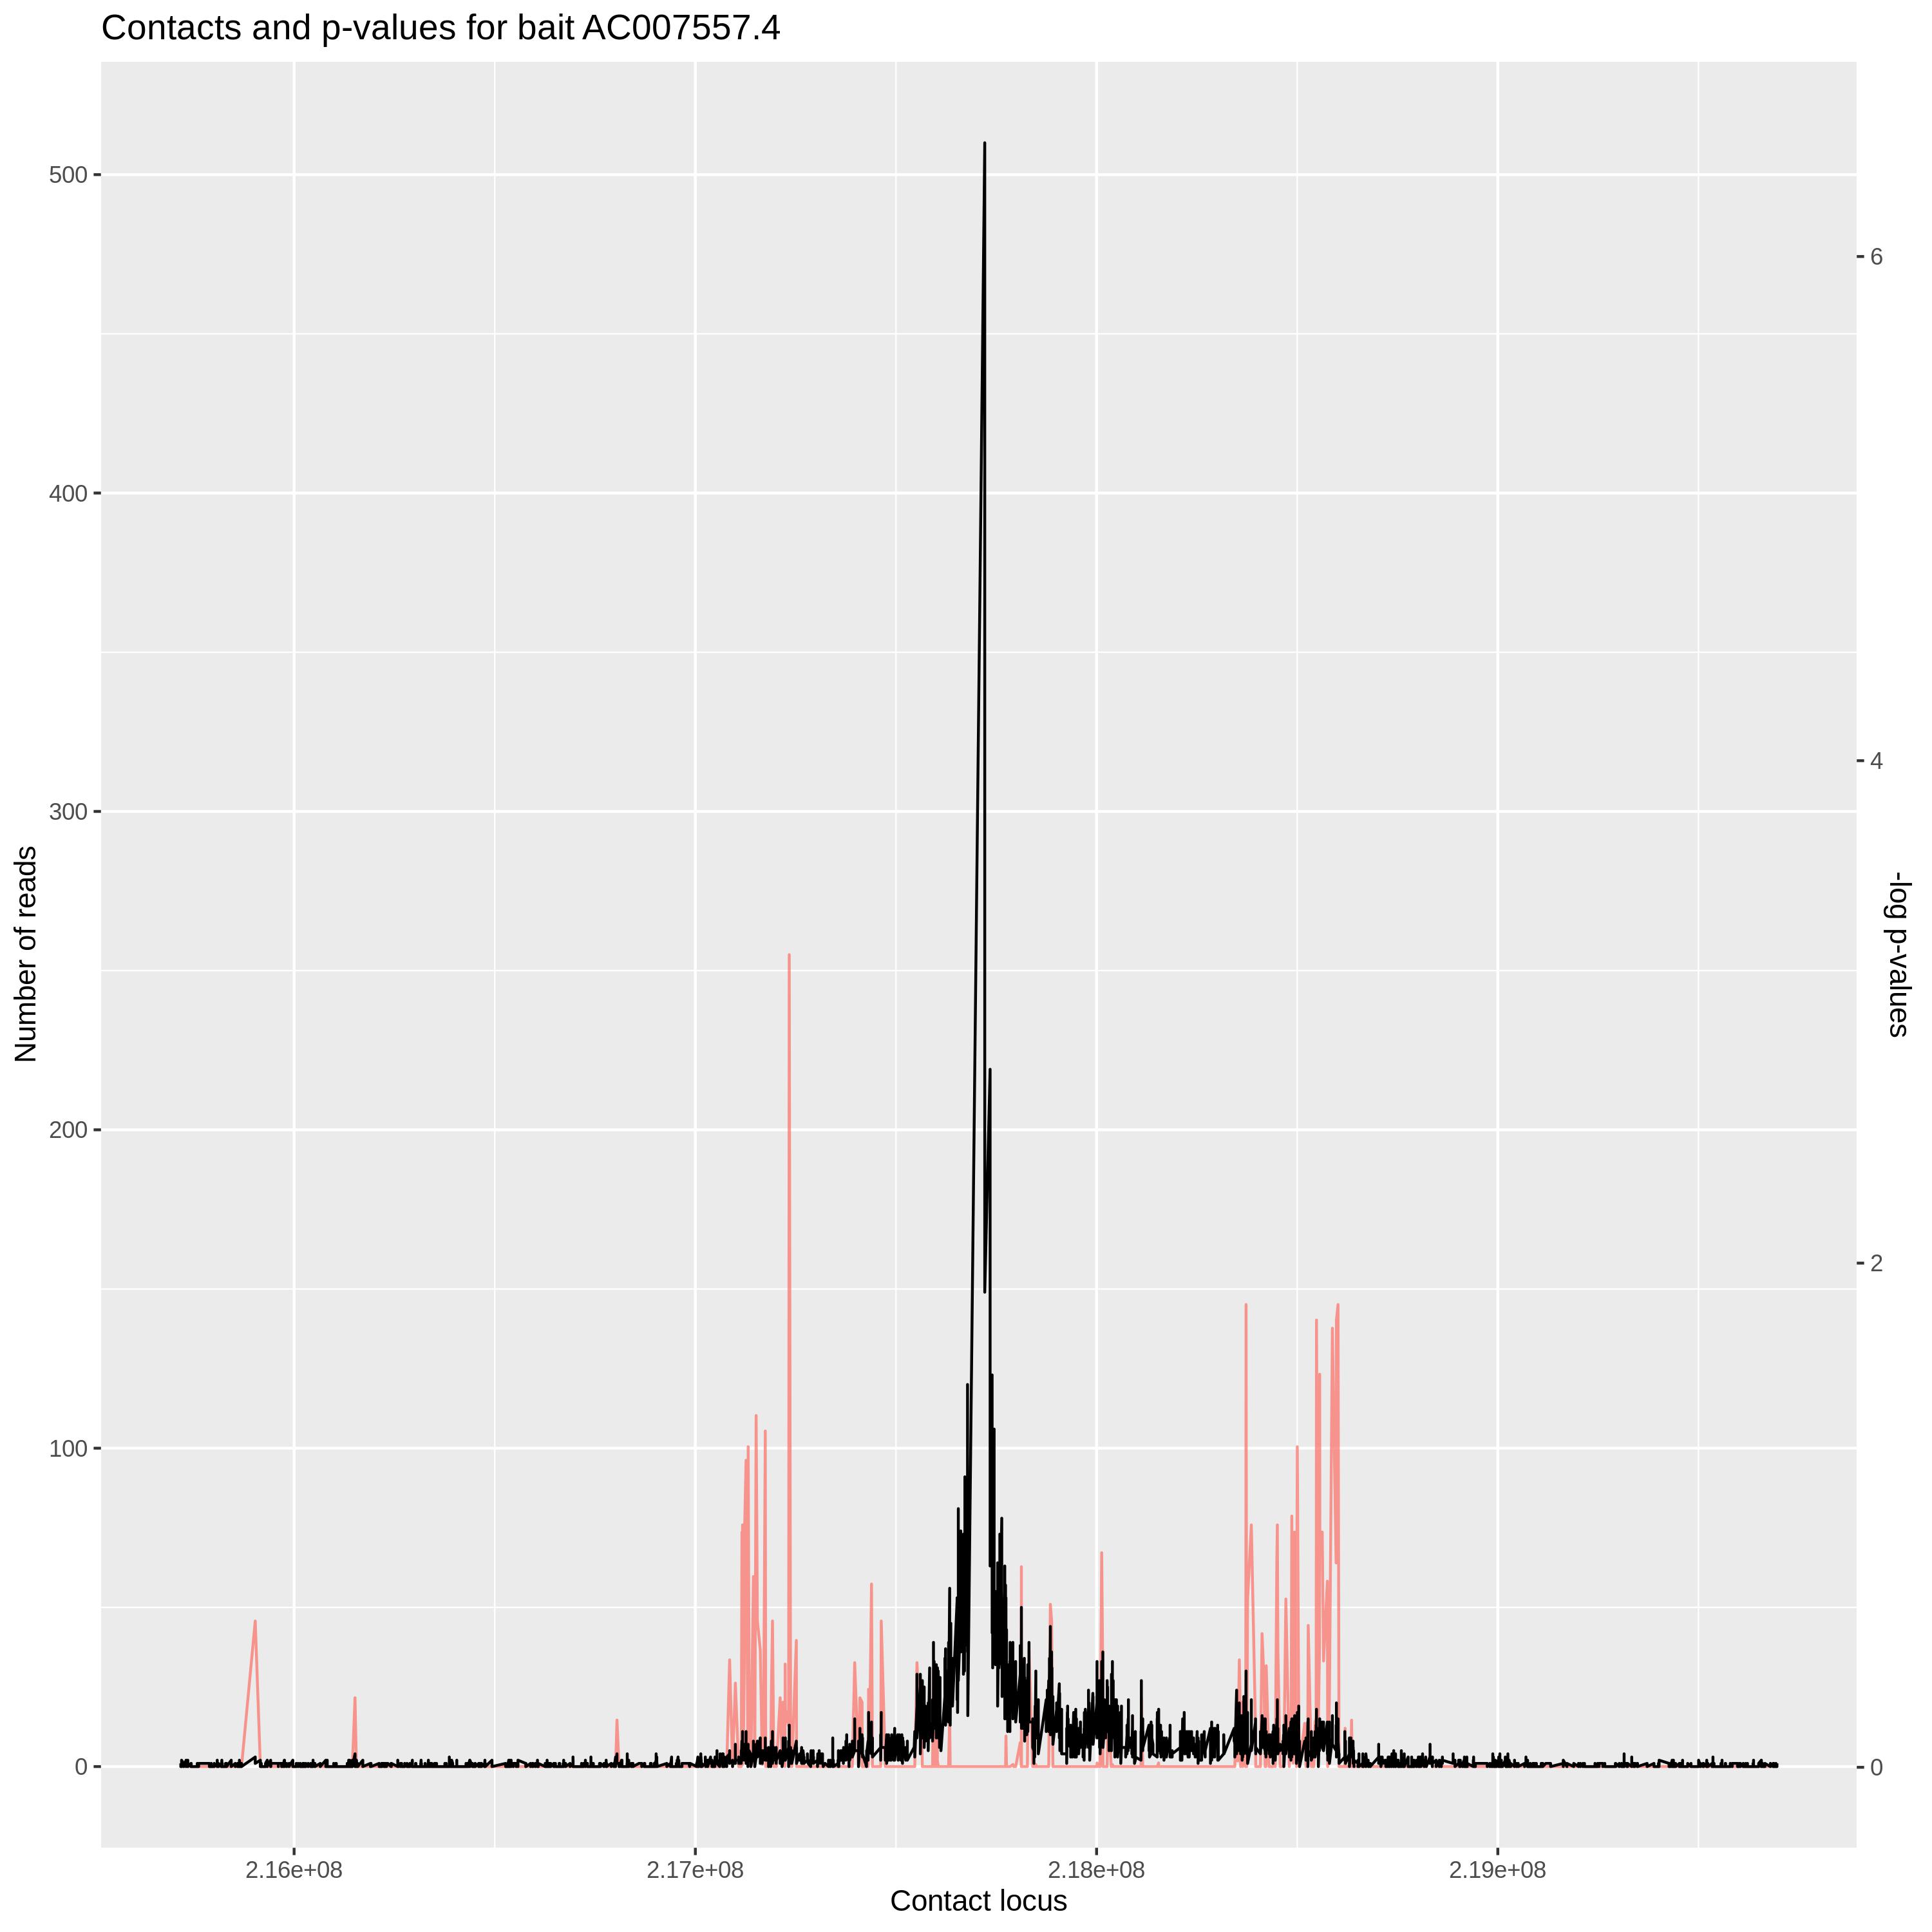 Contacts and p-values for bait AC007557.4
500
400
300
200
100
0
Number of reads
6
4
2
0
-log p-values
2.16e+08
2.17e+08
2.18e+08
2.19e+08
Contact locus